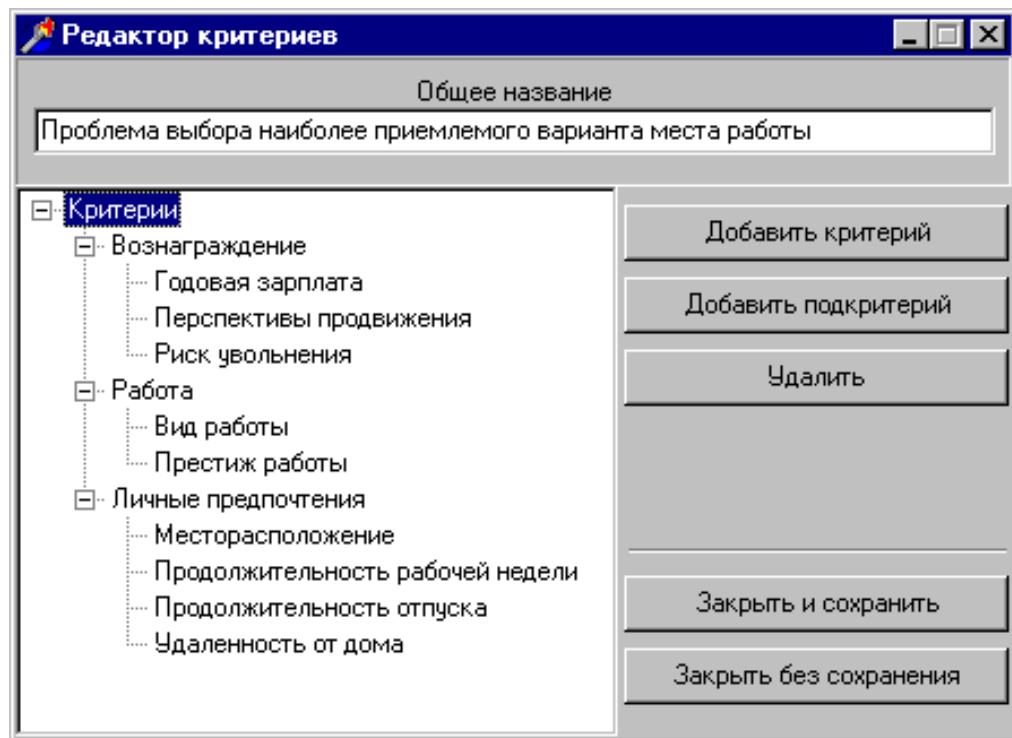 Редактор критериев
Общее название
Проблема выбора наиболее приемлемого варианта места работы
Критерии
Вознаграждение
Годовая зарплата
Перспективы продвижения
Риск увольнения
Работа
Вид работы
Престиж работы
Личные предпочтения
Месторасположение
Продолжительность рабочей недели
Продолжительность отпуска
Удаленность от дома
Добавить критерий
Добавить подкритерий
Удалить
Закрыть и сохранить
Закрыть без сохранения